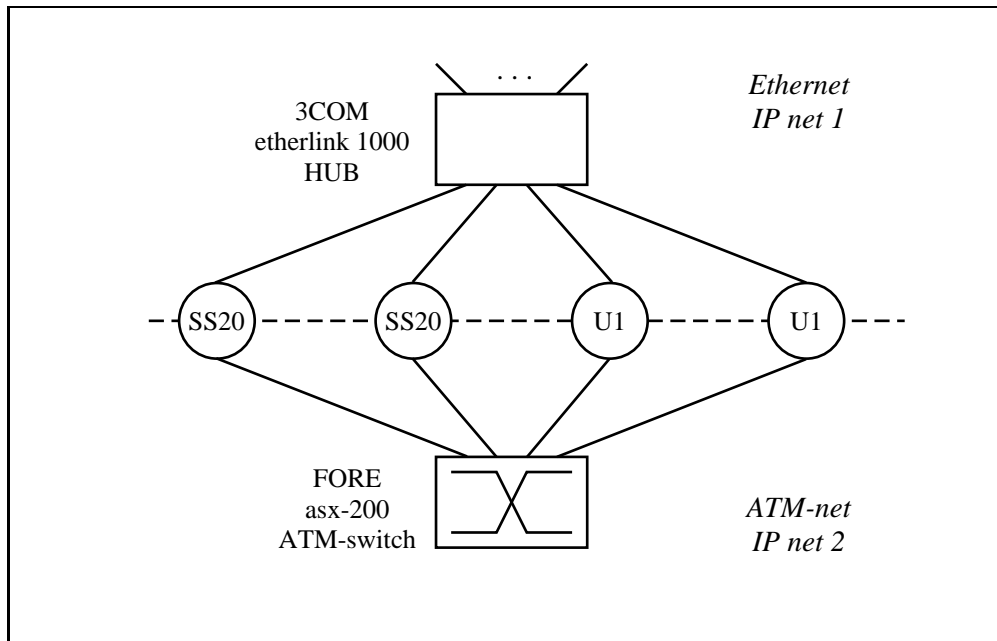 . . .
3COM
etherlink 1000
HUB
Ethernet
IP net 1
SS20
SS20
U1
U1
FORE
asx-200
ATM-switch
ATM-net
IP net 2